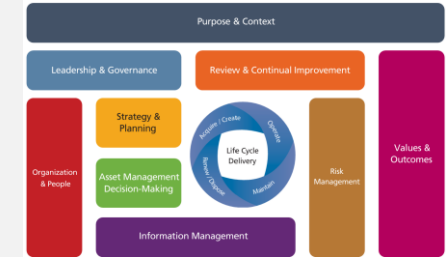 Purpose & Context
Leadership & Governance
Review & Continual Improvement
Values &
Outcomes
Organization
& People
Strategy &
Planning
Asset Management
Decision-Making
Acquire / Create
Operate
Maintain
Renew / Dispose
Life Cycle
Delivery
Risk
Management
Information Management